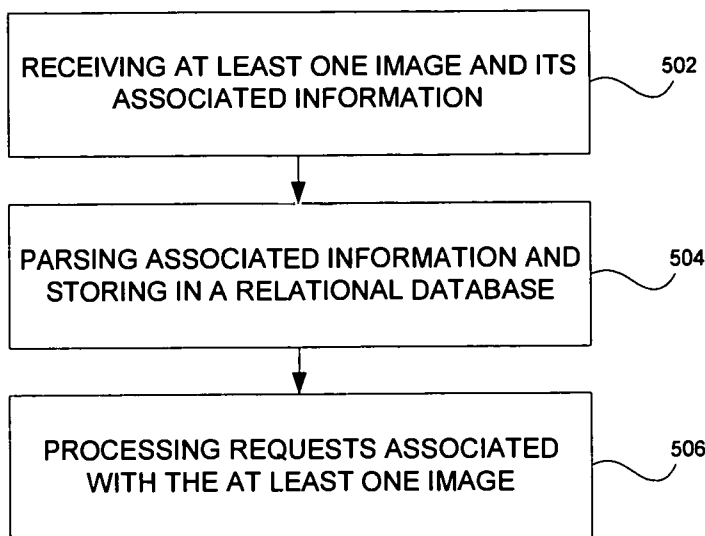 RECEIVING AT LEAST ONE IMAGE AND ITS
ASSOCIATED INFORMATION
502
PARSING ASSOCIATED INFORMATION AND
STORING IN A RELATIONAL DATABASE
504
PROCESSING REQUESTS ASSOCIATED
WITH THE AT LEAST ONE IMAGE
506